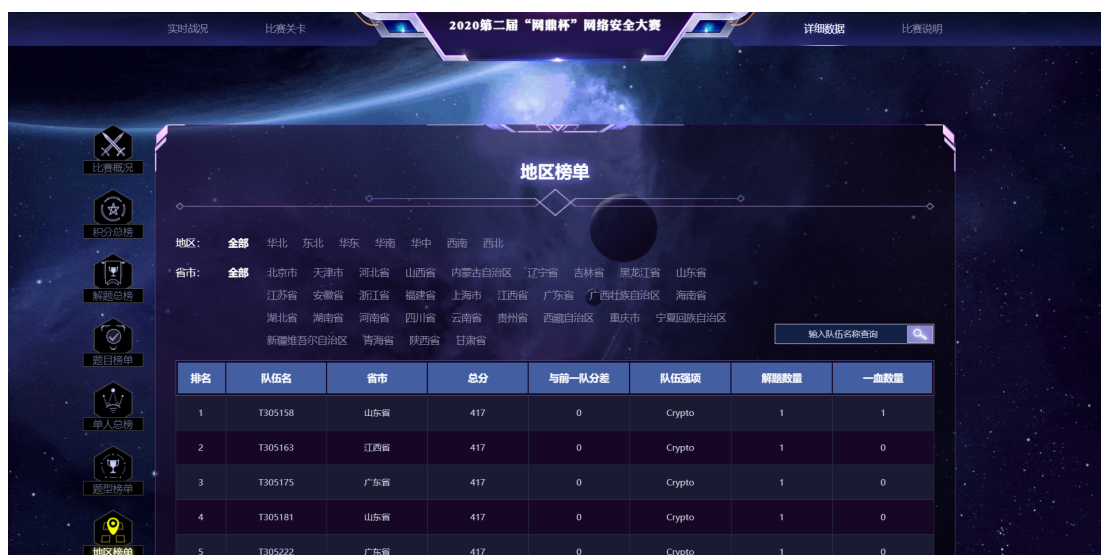 实时战况 比赛关卡 2020第二届“网鼎杯”网络安全大赛 详细数据 比赛说明
比赛概况
积分总榜
解题总榜
题目榜单
单人总榜
题型榜单
地区榜单
地区榜单
地区: 全部 华北 东北 华东 华南 华中 西南 西北
省市: 全部 北京市 天津市 河北省 山西省 内蒙古自治区 辽宁省 吉林省 黑龙江省 山东省
江苏省 安徽省 浙江省 福建省 上海市 江西省 广东省 广西壮族自治区 海南省
湖北省 湖南省 河南省 四川省 云南省 贵州省 西藏自治区 重庆市 宁夏回族自治区
新疆维吾尔自治区 青海省 陕西省 甘肃省
输入队伍名称查询
排名 队伍名 省市 总分 与前一队分差 队伍强项 解题数量 一血数量
1 T305158 山东省 417 0 Crypto 1 1
2 T305163 江西省 417 0 Crypto 1 0
3 T305175 广东省 417 0 Crypto 1 0
4 T305181 山东省 417 0 Crypto 1 0
5 T305222 广东省 417 0 Crypto 1 0